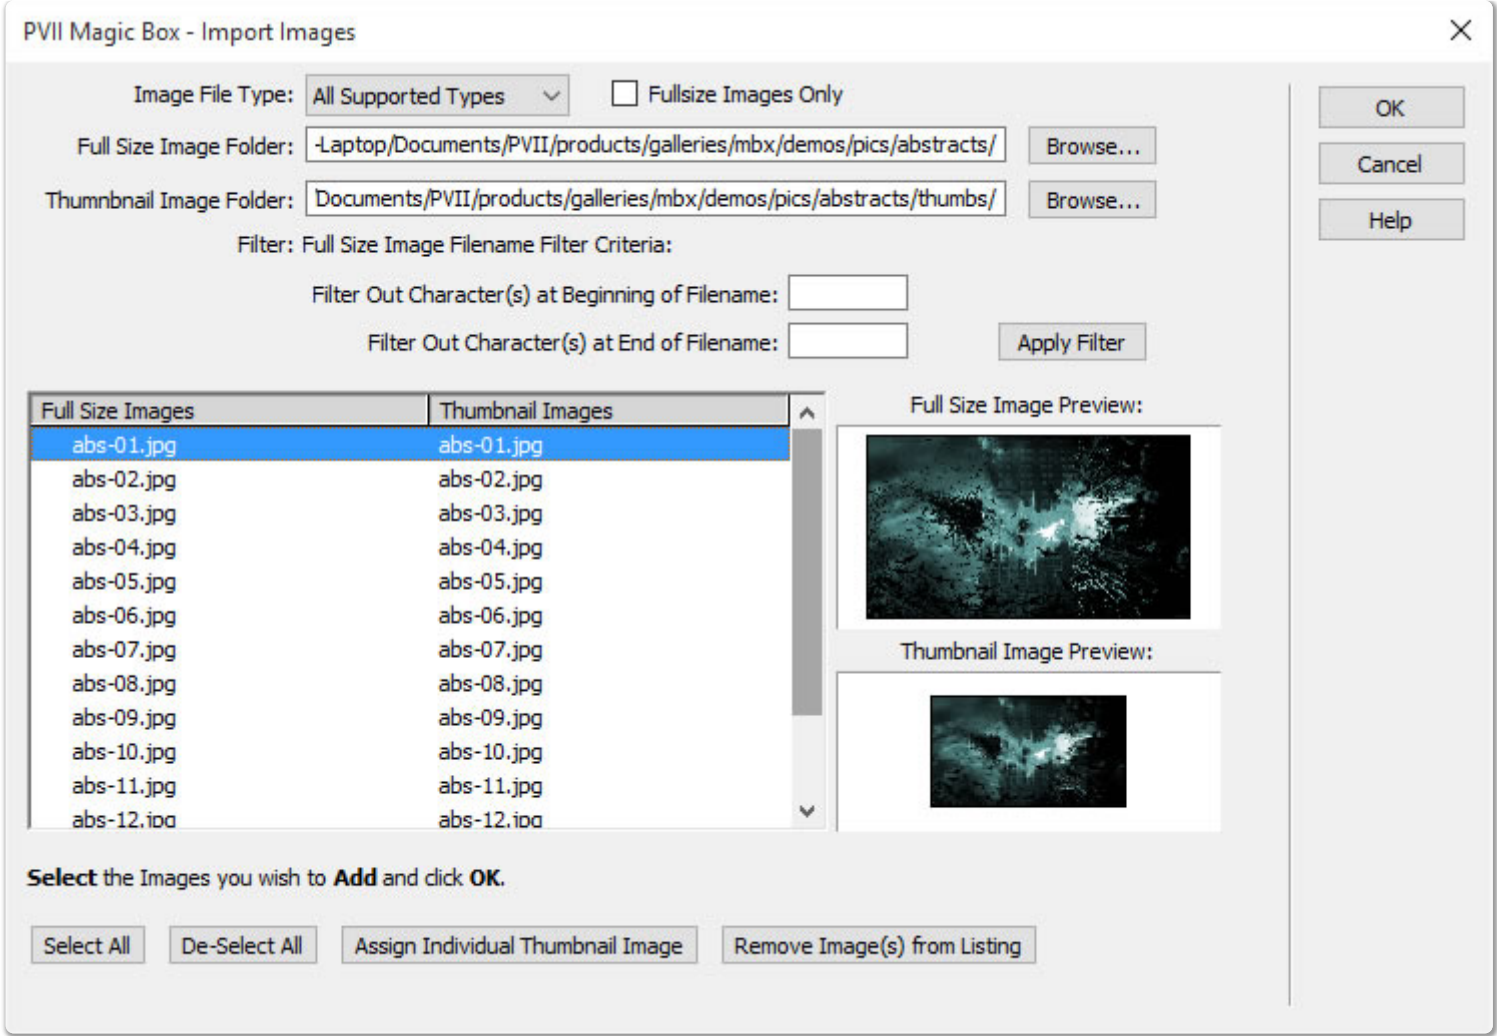 PVII Magic Box - Import Images
Image File Type: All Supported Types Fullsize Images Only
OK
Full Size Image Folder: -Laptop/Documents/PVII/products/galleries/mbx/demos/pics/abstracts/ Browse...
Cancel
Thumnbnail Image Folder: Documents/PVII/products/galleries/mbx/demos/pics/abstracts/thumbs/ Browse...
Help
Filter: Full Size Image Filename Filter Criteria:
Filter Out Character(s) at Beginning of Filename:
Filter Out Character(s) at End of Filename: Apply Filter
Full Size Images Thumbnail Images
abs-01.jpg abs-01.jpg
abs-02.jpg abs-02.jpg
abs-03.jpg abs-03.jpg
abs-04.jpg abs-04.jpg
abs-05.jpg abs-05.jpg
abs-06.jpg abs-06.jpg
abs-07.jpg abs-07.jpg
abs-08.jpg abs-08.jpg
abs-09.jpg abs-09.jpg
abs-10.jpg abs-10.jpg
abs-11.jpg abs-11.jpg
abs-12.jpg abs-12.jpg
Full Size Image Preview:
Thumbnail Image Preview:
Select the Images you wish to Add and click OK.
Select All De-Select All Assign Individual Thumbnail Image Remove Image(s) from Listing